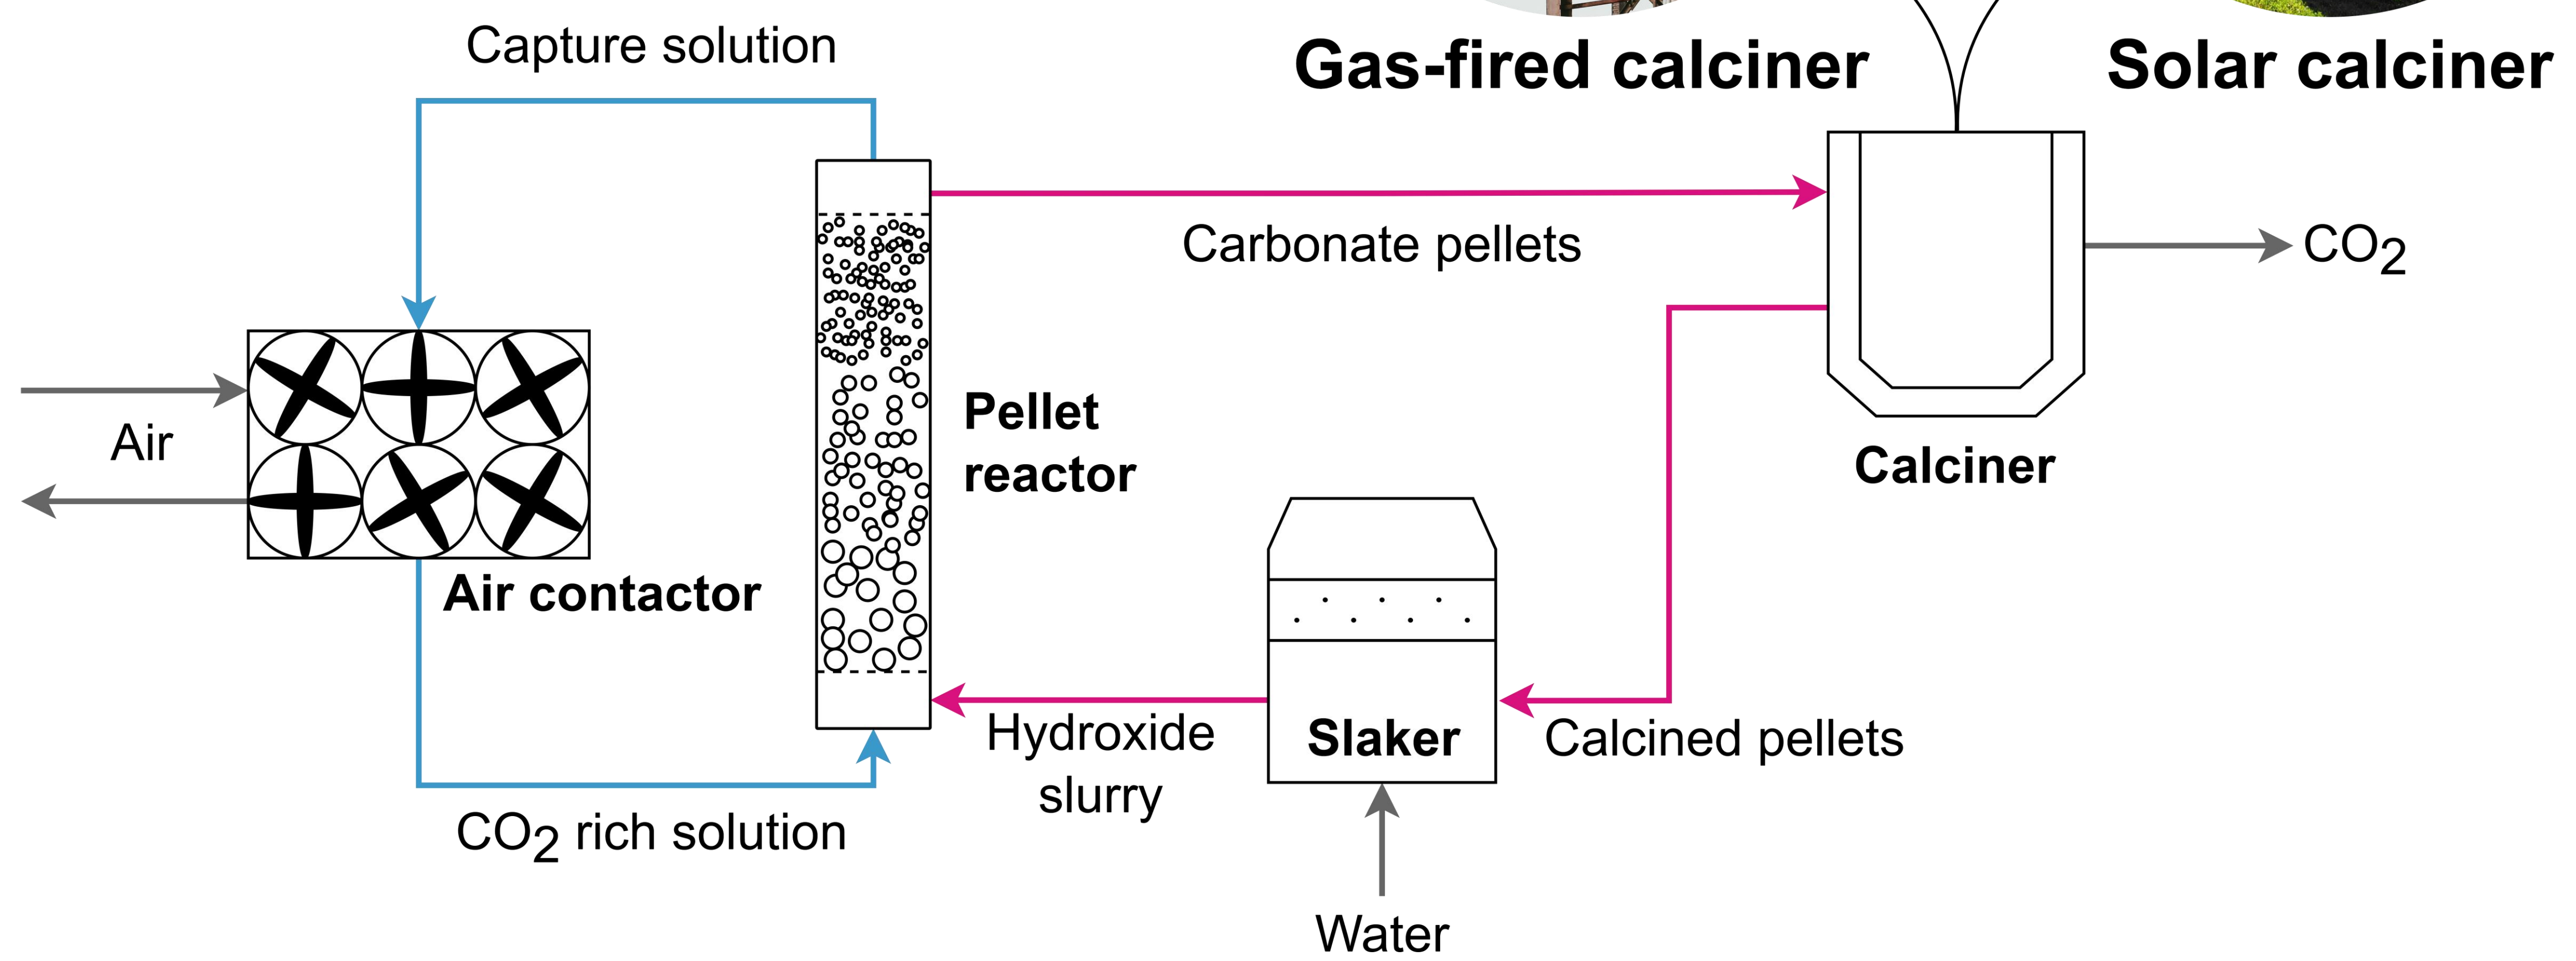 Capture solution
Gas-fired calciner
Solar calciner
Carbonate pellets
CO2
Air
Pellet
reactor
Calciner
Air contactor
Hydroxide
slurry
Slaker
Calcined pellets
CO2 rich solution
Water